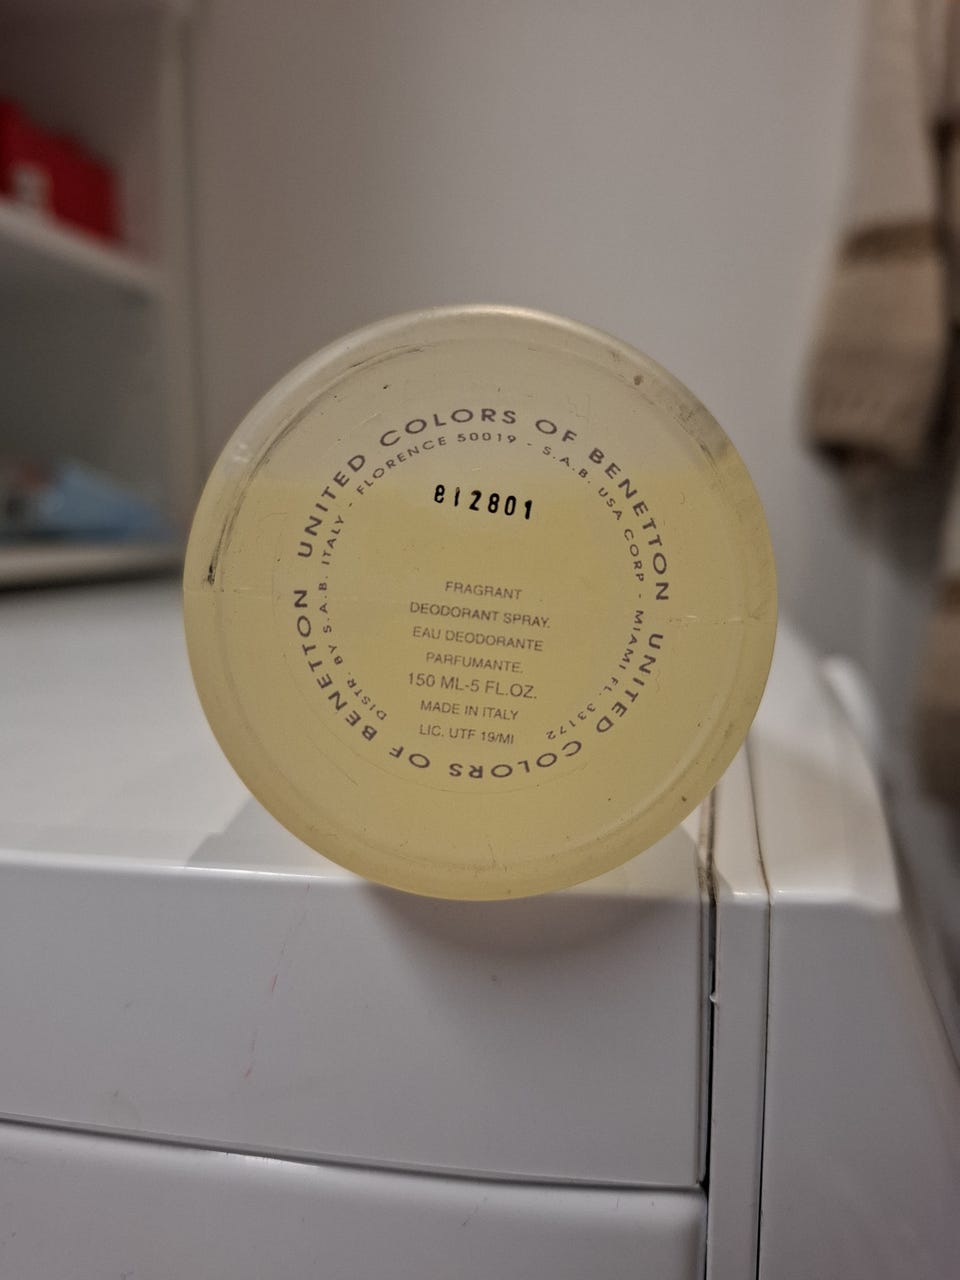 UNITED COLORS OF BENETTON UNITED COLORS OF BENETTON
DISTR. BY S.A.B. ITALY - FLORENCE 50019 - S.A.B. USA CORP - MIAMI FL. 33172
812801
FRAGRANT
DEODORANT SPRAY.
EAU DEODORANTE
PARFUMANTE.
150 ML-5 FL.OZ.
MADE IN ITALY
LIC. UTF 19/MI